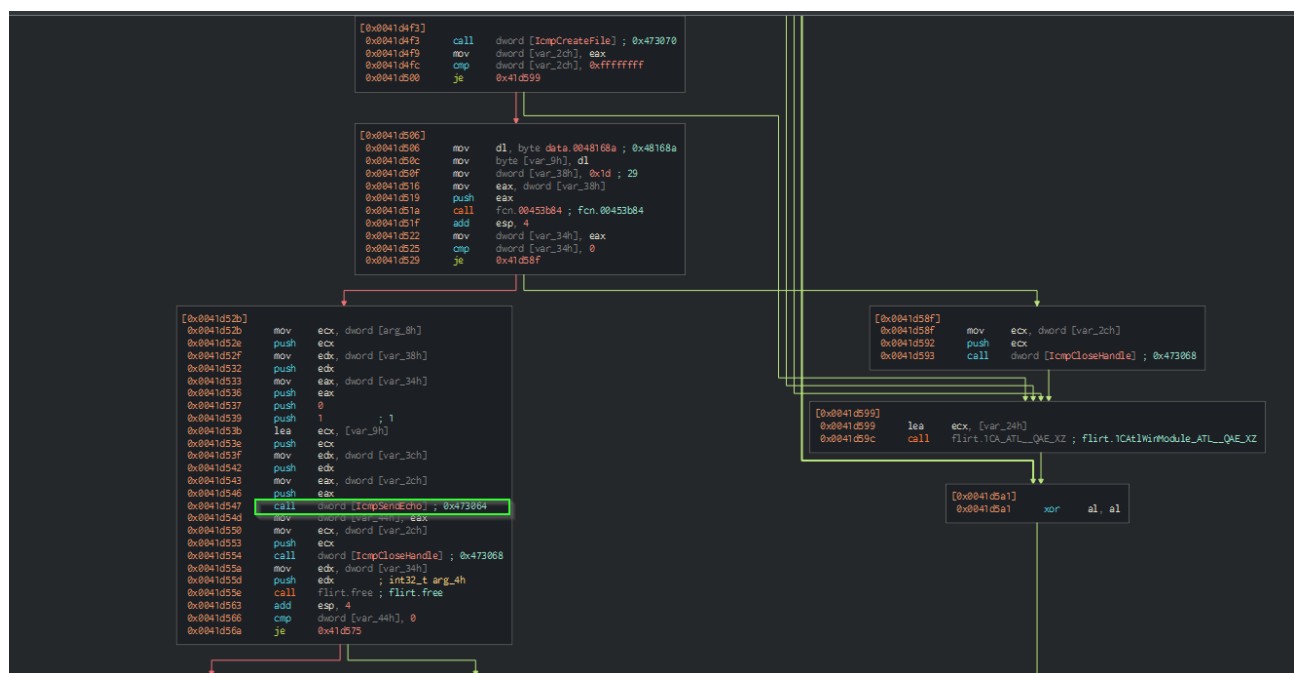 [0x0041d4f3]
0x0041d4f3 call dword [IcmpCreateFile] ; 0x473070
0x0041d4f9 mov dword [var_2ch], eax
0x0041d4fc cmp dword [var_2ch], 0xffffffff
0x0041d500 je 0x41d599
[0x0041d506]
0x0041d506 mov dl, byte data.0048168a ; 0x48168a
0x0041d50c mov byte [var_9h], dl
0x0041d50f mov dword [var_38h], 0x1d ; 29
0x0041d516 mov eax, dword [var_38h]
0x0041d519 push eax
0x0041d51a call fcn.00453b84 ; fcn.00453b84
0x0041d51f add esp, 4
0x0041d522 mov dword [var_34h], eax
0x0041d525 cmp dword [var_34h], 0
0x0041d529 je 0x41d58f
[0x0041d52b]
0x0041d52b mov ecx, dword [arg_8h]
0x0041d52e push ecx
0x0041d52f mov edx, dword [var_38h]
0x0041d532 push edx
0x0041d533 mov eax, dword [var_34h]
0x0041d536 push eax
0x0041d537 push 0
0x0041d539 push 1 ; 1
0x0041d53b lea ecx, [var_9h]
0x0041d53e push ecx
0x0041d53f mov edx, dword [var_3ch]
0x0041d542 push edx
0x0041d543 mov eax, dword [var_2ch]
0x0041d546 push eax
0x0041d547 call dword [IcmpSendEcho] ; 0x473064
0x0041d54d mov dword [var_44h], eax
0x0041d550 mov ecx, dword [var_2ch]
0x0041d553 push ecx
0x0041d554 call dword [IcmpCloseHandle] ; 0x473068
0x0041d55a mov edx, dword [var_34h]
0x0041d55d push edx ; int32_t arg_4h
0x0041d55e call flirt.free ; flirt.free
0x0041d563 add esp, 4
0x0041d566 cmp dword [var_44h], 0
0x0041d56a je 0x41d575
[0x0041d58f]
0x0041d58f mov ecx, dword [var_2ch]
0x0041d592 push ecx
0x0041d593 call dword [IcmpCloseHandle] ; 0x473068
[0x0041d599]
0x0041d599 lea ecx, [var_24h]
0x0041d59c call flirt.1CA_ATL__QAE_XZ ; flirt.1CAtlWinModule_ATL__QAE_XZ
[0x0041d5a1]
0x0041d5a1 xor al, al